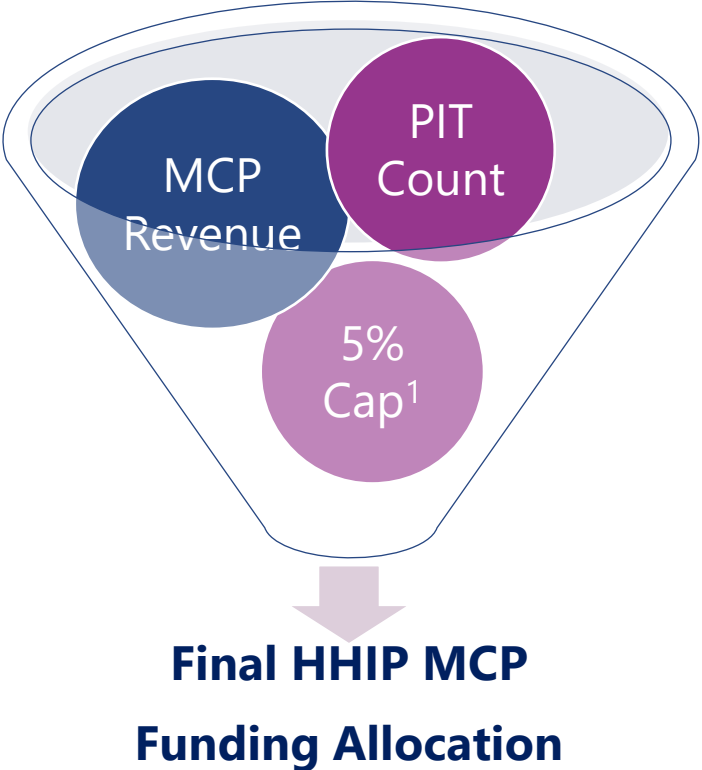 PIT
Count
MCP
Revenue
5%
Cap¹
Final HHIP MCP
Funding Allocation